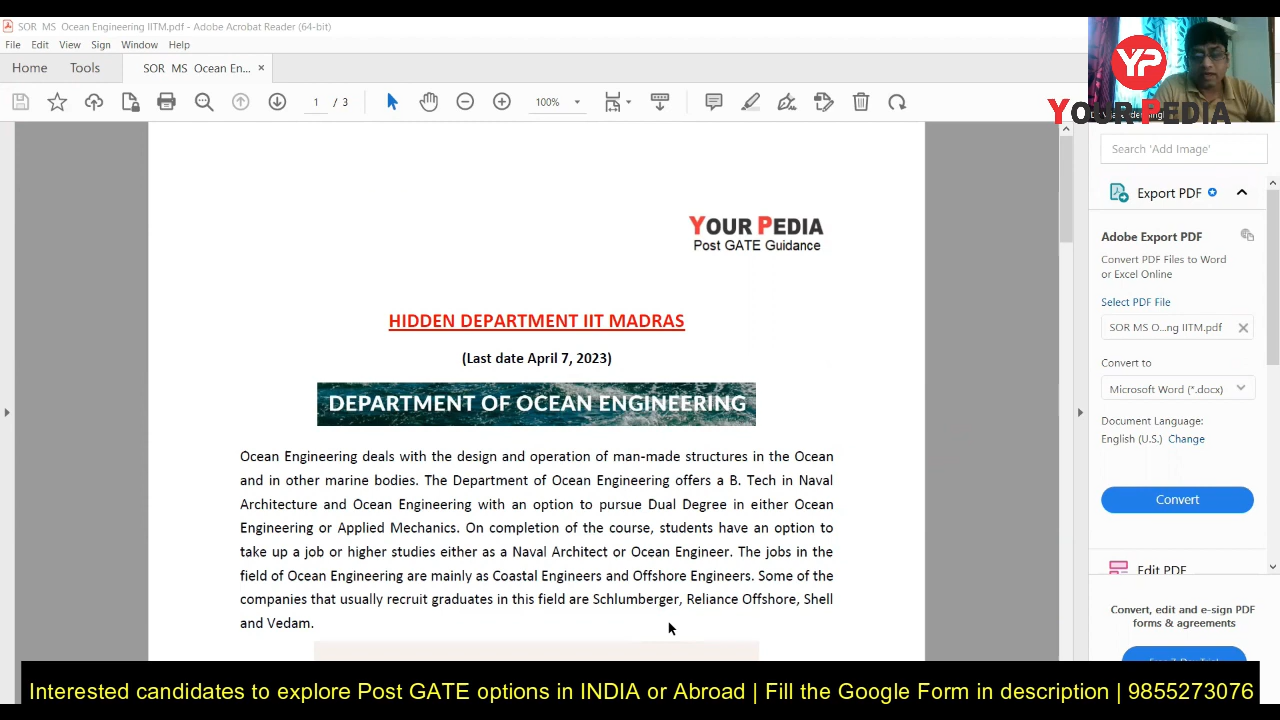 SOR MS Ocean Engineering IITM.pdf - Adobe Acrobat Reader (64-bit)
File Edit View Sign Window Help
Home Tools SOR MS Ocean En... ×
1 / 3 100%
YP
YOUR PEDIA
Search 'Add Image'
Export PDF
Adobe Export PDF
Convert PDF Files to Word
or Excel Online
Select PDF File
SOR MS O...ng IITM.pdf
Convert to
Microsoft Word (*.docx)
Document Language:
English (U.S.) Change
Convert
Edit PDF
Convert, edit and e-sign PDF
forms & agreements
YOUR PEDIA
Post GATE Guidance
HIDDEN DEPARTMENT IIT MADRAS
(Last date April 7, 2023)
DEPARTMENT OF OCEAN ENGINEERING
Ocean Engineering deals with the design and operation of man-made structures in the Ocean
and in other marine bodies. The Department of Ocean Engineering offers a B. Tech in Naval
Architecture and Ocean Engineering with an option to pursue Dual Degree in either Ocean
Engineering or Applied Mechanics. On completion of the course, students have an option to
take up a job or higher studies either as a Naval Architect or Ocean Engineer. The jobs in the
field of Ocean Engineering are mainly as Coastal Engineers and Offshore Engineers. Some of the
companies that usually recruit graduates in this field are Schlumberger, Reliance Offshore, Shell
and Vedam.
Interested candidates to explore Post GATE options in INDIA or Abroad | Fill the Google Form in description | 9855273076